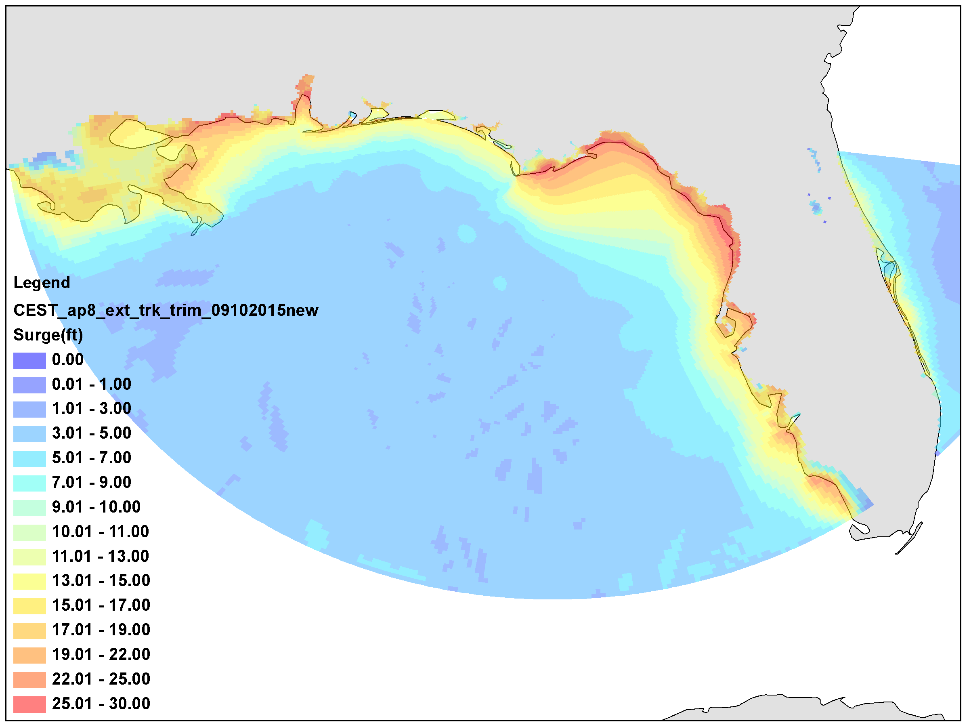 Legend
CEST_ap8_ext_trk_trim_09102015new
Surge(ft)
0.00
0.01 - 1.00
1.01 - 3.00
3.01 - 5.00
5.01 - 7.00
7.01 - 9.00
9.01 - 10.00
10.01 - 11.00
11.01 - 13.00
13.01 - 15.00
15.01 - 17.00
17.01 - 19.00
19.01 - 22.00
22.01 - 25.00
25.01 - 30.00